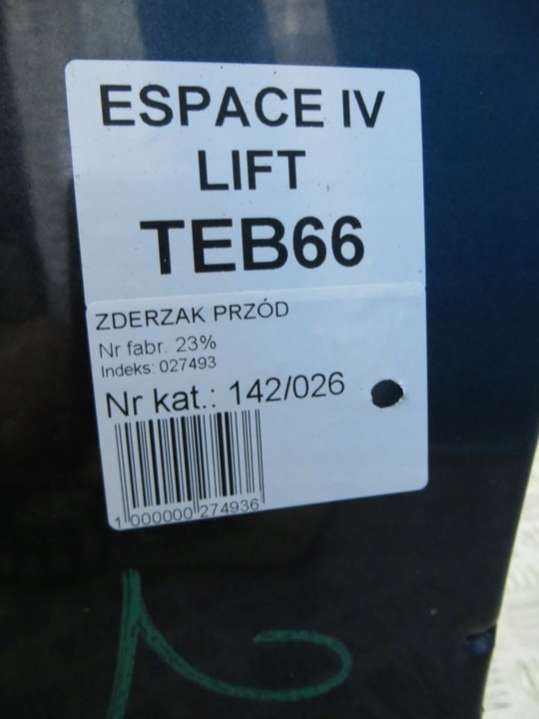 ESPACE IV
LIFT
TEB66
ZDERZAK PRZÓD
Nr fabr. 23%
Indeks: 027493
Nr kat.: 142/026
1 000000 274936